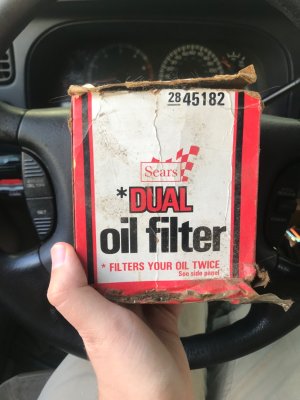 28 45182
Sears
*DUAL
oil filter
* FILTERS YOUR OIL TWICE
See side panel